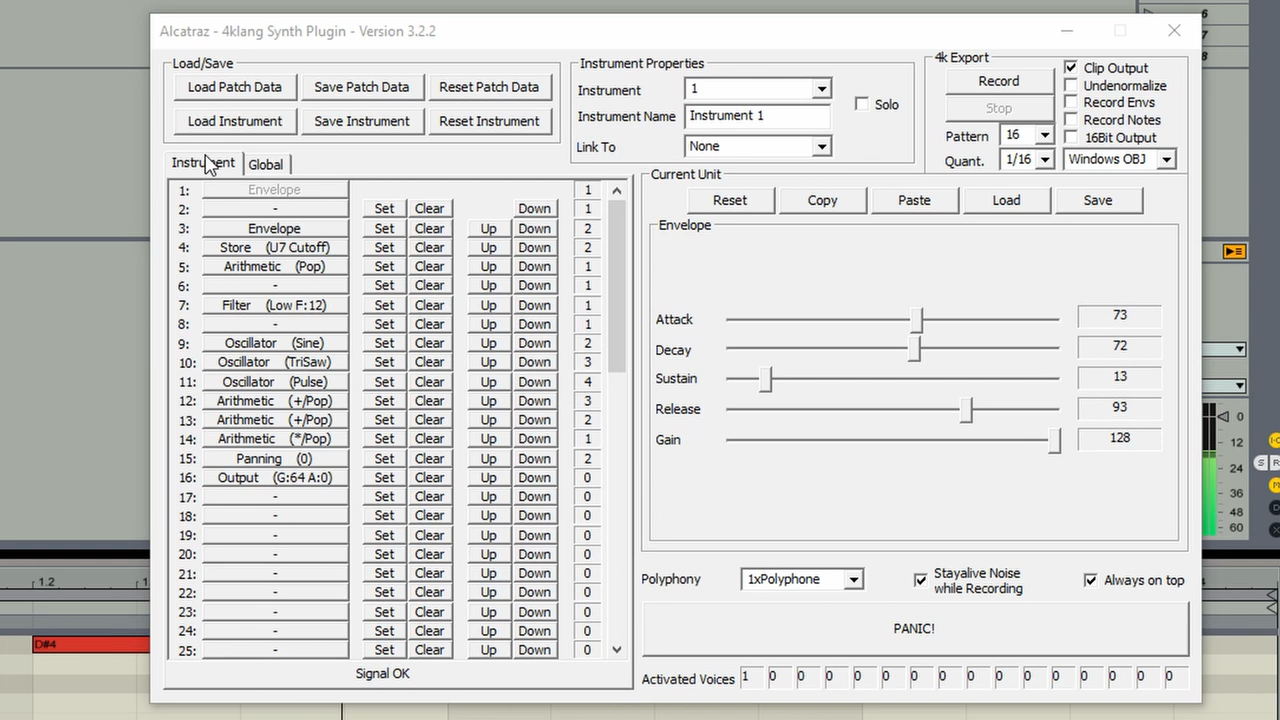 Alcatraz - 4klang Synth Plugin - Version 3.2.2
Load/Save
Load Patch Data Save Patch Data Reset Patch Data
Load Instrument Save Instrument Reset Instrument
Instrument Properties
Instrument 1
Instrument Name Instrument 1
Link To None
Solo
4k Export
Record
Stop
Pattern 16
Quant. 1/16
Clip Output
Undenormalize
Record Envs
Record Notes
16Bit Output
Windows OBJ
Instrument Global
1: Envelope 1
2: - Set Clear Down 1
3: Envelope Set Clear Up Down 2
4: Store (U7 Cutoff) Set Clear Up Down 2
5: Arithmetic (Pop) Set Clear Up Down 1
6: - Set Clear Up Down 1
7: Filter (Low F:12) Set Clear Up Down 1
8: - Set Clear Up Down 1
9: Oscillator (Sine) Set Clear Up Down 2
10: Oscillator (TriSaw) Set Clear Up Down 3
11: Oscillator (Pulse) Set Clear Up Down 4
12: Arithmetic (+/Pop) Set Clear Up Down 3
13: Arithmetic (+/Pop) Set Clear Up Down 2
14: Arithmetic (*/Pop) Set Clear Up Down 1
15: Panning (0) Set Clear Up Down 2
16: Output (G:64 A:0) Set Clear Up Down 0
17: - Set Clear Up Down 0
18: - Set Clear Up Down 0
19: - Set Clear Up Down 0
20: - Set Clear Up Down 0
21: - Set Clear Up Down 0
22: - Set Clear Up Down 0
23: - Set Clear Up Down 0
24: - Set Clear Up Down 0
25: - Set Clear Up Down 0
Signal OK
Current Unit
Reset Copy Paste Load Save
Envelope
Attack 73
Decay 72
Sustain 13
Release 93
Gain 128
Polyphony 1xPolyphone
Stayalive Noise
while Recording
Always on top
PANIC!
Activated Voices 1 0 0 0 0 0 0 0 0 0 0 0 0 0 0 0
6
7
8
0
12
24
36
48
60
S
1.2
D#4